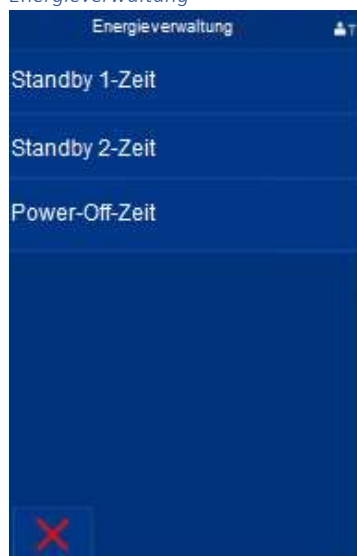 Energieverwaltung
Energieverwaltung
Standby 1-Zeit
Standby 2-Zeit
Power-Off-Zeit